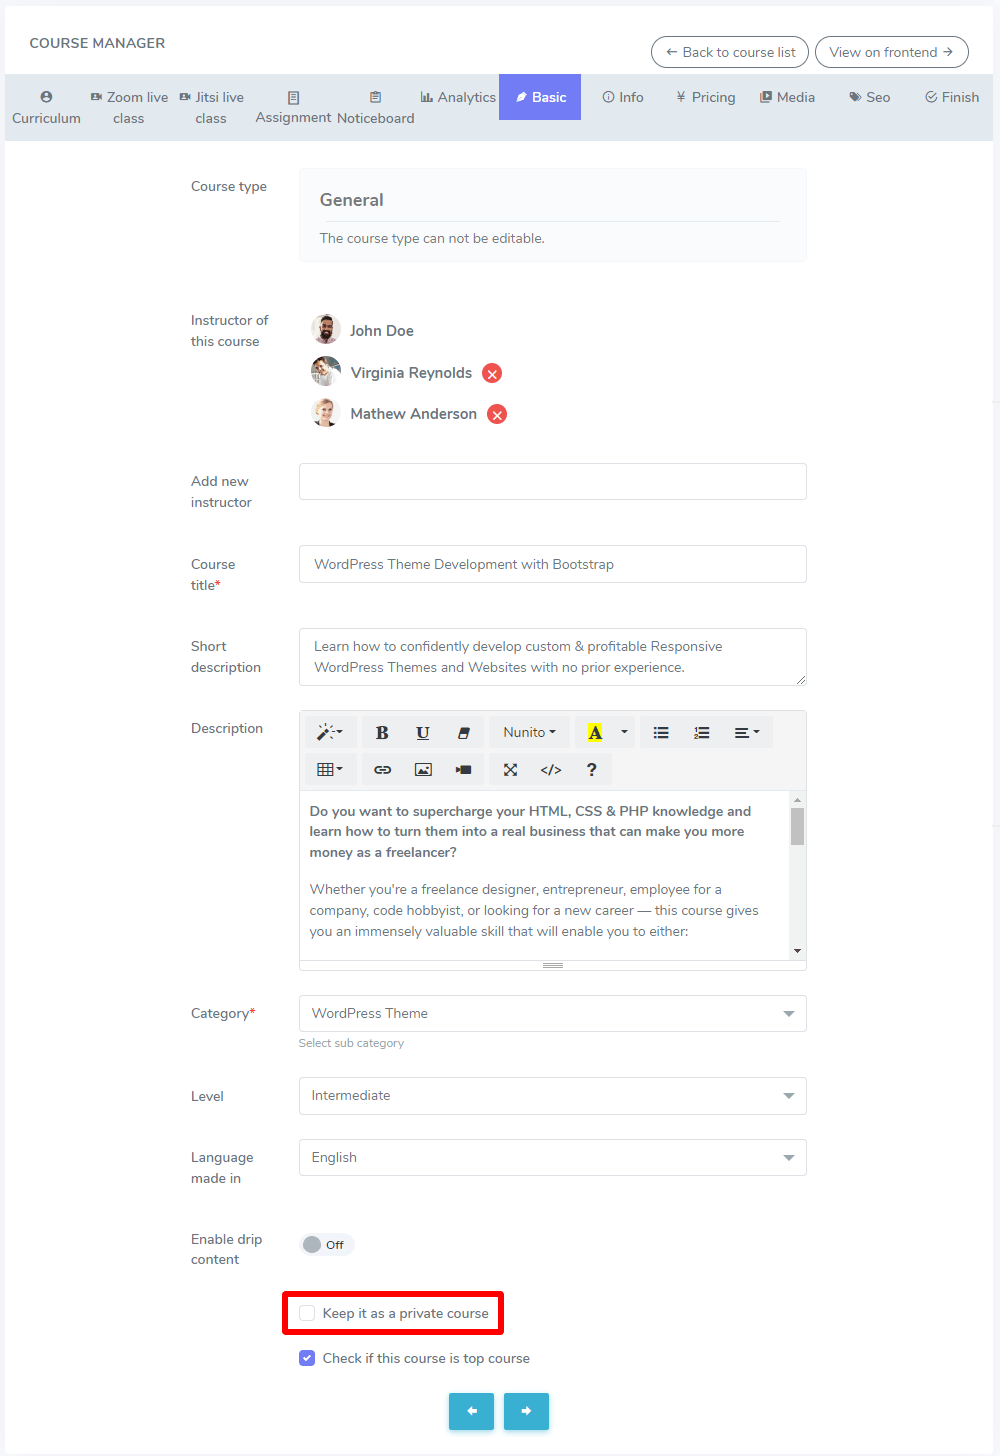 COURSE MANAGER
← Back to course list
View on frontend →
Curriculum
Zoom live
class
Jitsi live
class
Assignment
Noticeboard
Analytics
Basic
Info
¥ Pricing
Media
Seo
Finish
Course type
General
The course type can not be editable.
Instructor of
this course
John Doe
Virginia Reynolds
Mathew Anderson
Add new
instructor
Course
title*
WordPress Theme Development with Bootstrap
Short
description
Learn how to confidently develop custom & profitable Responsive
WordPress Themes and Websites with no prior experience.
Description
B U Nunito A
</> ?
Do you want to supercharge your HTML, CSS & PHP knowledge and
learn how to turn them into a real business that can make you more
money as a freelancer?
Whether you're a freelance designer, entrepreneur, employee for a
company, code hobbyist, or looking for a new career — this course gives
you an immensely valuable skill that will enable you to either:
Category*
WordPress Theme
Select sub category
Level
Intermediate
Language
made in
English
Enable drip
content
Off
Keep it as a private course
Check if this course is top course